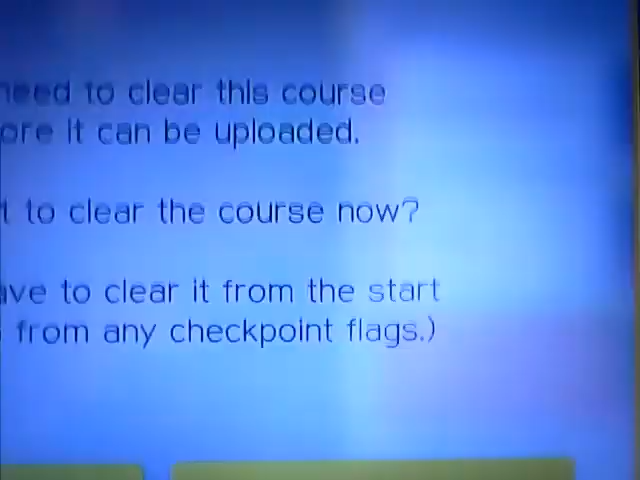 need to clear this course
ore it can be uploaded.
t to clear the course now?
ave to clear it from the start
from any checkpoint flags.)